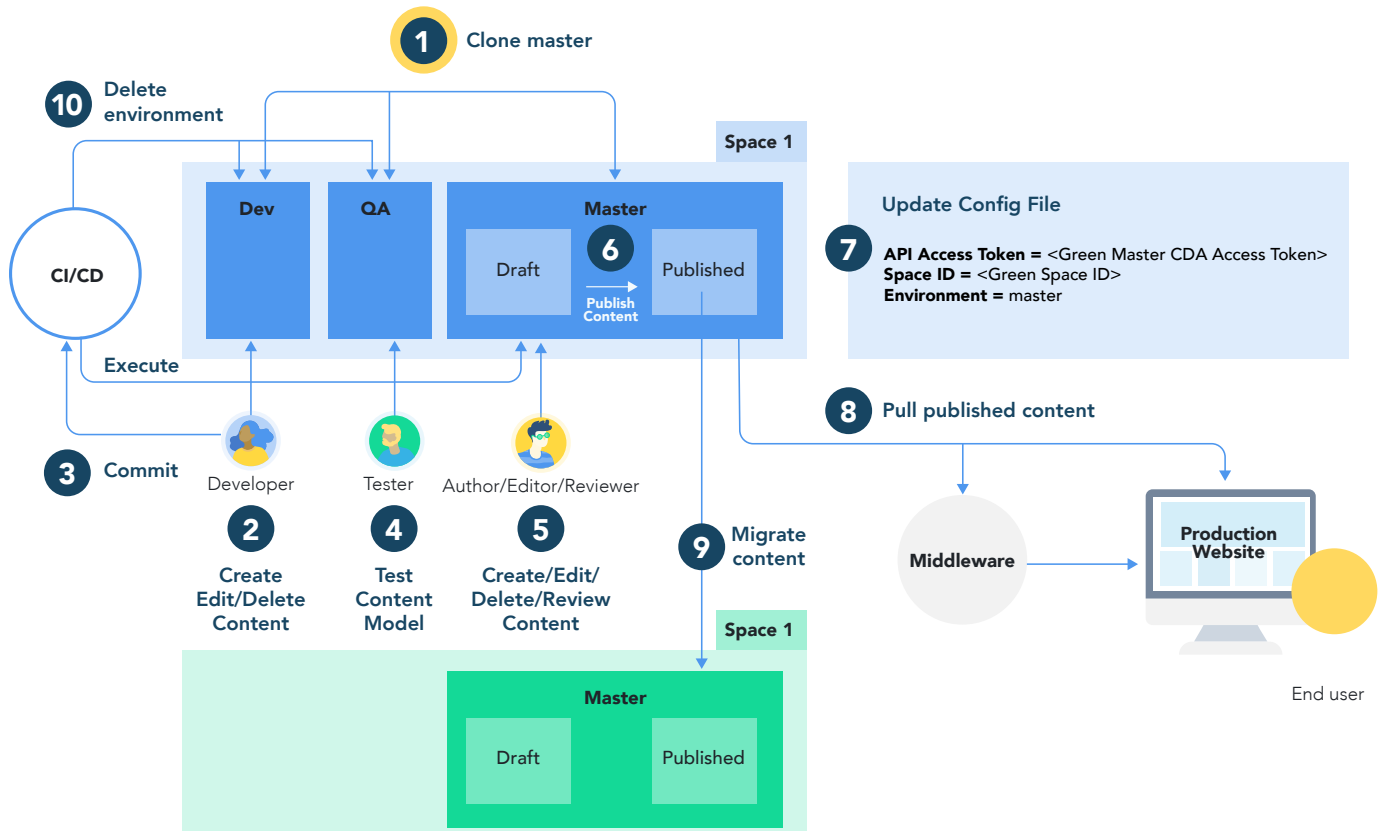 1
Clone master
10
Delete
environment
Space 1
Dev
QA
Master
Update Config File
6
7
CI/CD
Draft
Published
API Access Token = <Green Master CDA Access Token>
Space ID = <Green Space ID>
Environment = master
Publish
Content
Execute
8
Pull published content
3
Commit
Developer
Tester
Author/Editor/Reviewer
2
4
5
9
Migrate
content
Production
Website
Middleware
Create
Edit/Delete
Content
Test
Content
Model
Create/Edit/
Delete/Review
Content
Space 1
Master
End user
Draft
Published